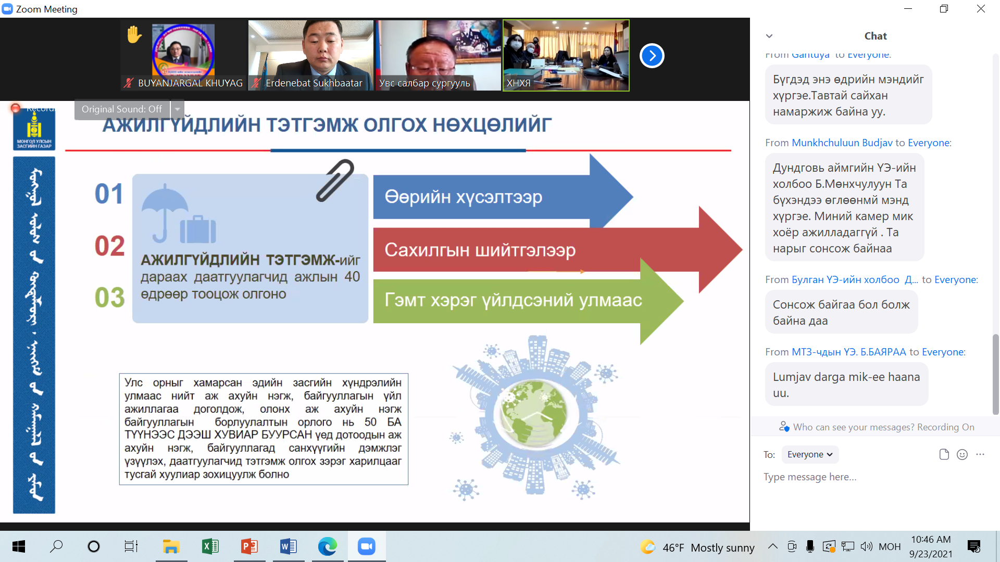 Zoom Meeting
BUYANJARGAL KHUYAG
Erdenebat Sukhbaatar
Увс салбар сургууль
ХНХЯ
Original Sound: Off
МОНГОЛ УЛСЫН
ЗАСГИЙН ГАЗАР
АЖИЛГҮЙДЛИЙН ТЭТГЭМЖ ОЛГОХ НӨХЦӨЛИЙГ
01
02
03
АЖИЛГҮЙДЛИЙН ТЭТГЭМЖ-ийг
дараах даатгуулагчид ажлын 40
өдрөөр тооцож олгоно
Өөрийн хүсэлтээр
Сахилгын шийтгэлээр
Гэмт хэрэг үйлдсэний улмаас
Улс орныг хамарсан эдийн засгийн хүндрэлийн
улмаас нийт аж ахуйн нэгж, байгууллагын үйл
ажиллагаа доголдож, олонх аж ахуйн нэгж
байгууллагын борлуулалтын орлого нь 50 БА
ТҮҮНЭЭС ДЭЭШ ХУВИАР БУУРСАН үед дотоодын аж
ахуйн нэгж, байгууллагад санхүүгийн дэмжлэг
үзүүлэх, даатгуулагчид тэтгэмж олгох зэрэг харилцааг
тусгай хуулиар зохицуулж болно
Chat
From Gantuya to Everyone:
Бүгдэд энэ өдрийн мэндийг
хүргэе.Тавтай сайхан
намаржиж байна уу.
From Munkhchuluun Budjav to Everyone:
Дундговь аймгийн ҮЭ-ийн
холбоо Б.Мөнхчулуун Та
бүхэндээ өглөөнмй мэнд
хүргэе. Миний камер мик
хоёр ажилладаггүй . Та
нарыг сонсож байнаа
From Булган ҮЭ-ийн холбоо Д... to Everyone:
Сонсож байгаа бол болж
байна даа
From МТЗ-чдын ҮЭ. Б.БАЯРАА to Everyone:
Lumjav darga mik-ee haana
uu.
Who can see your messages? Recording On
To: Everyone
Type message here...
46°F Mostly sunny
МОН
10:46 AM
9/23/2021